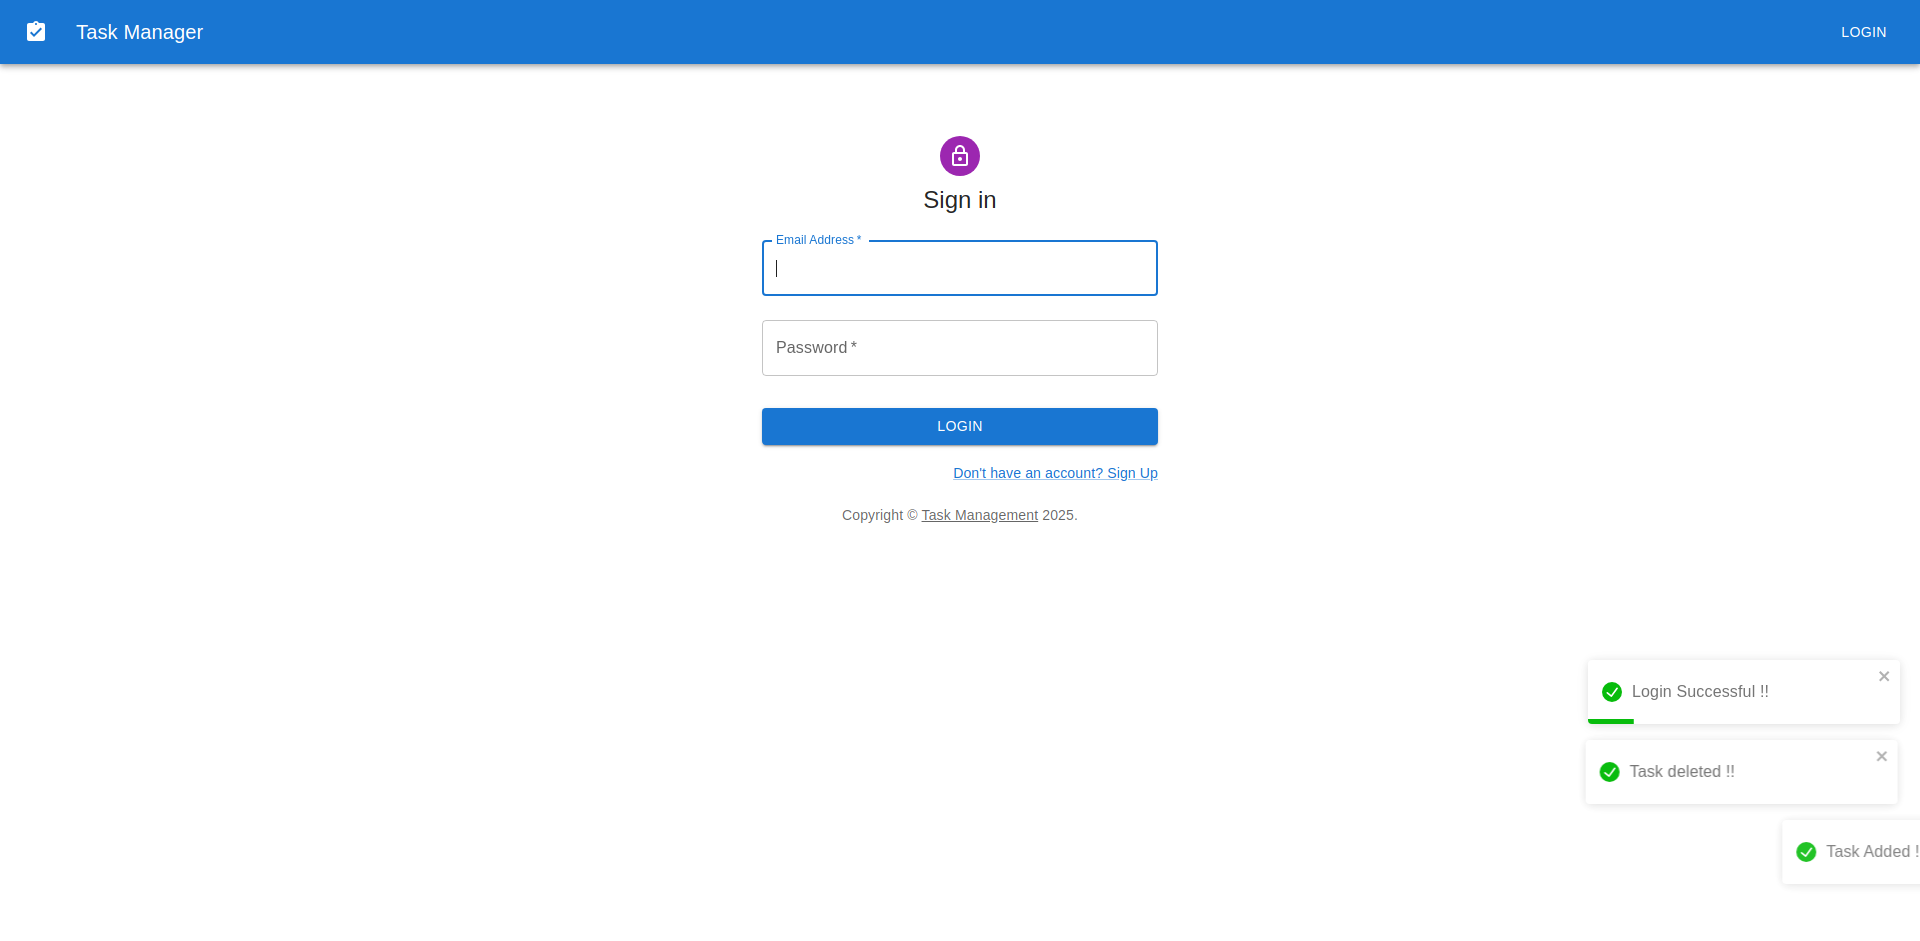 Task Manager
LOGIN
Sign in
Email Address *
Password *
LOGIN
Don't have an account? Sign Up
Copyright © Task Management 2025.
Login Successful !!
Task deleted !!
Task Added !